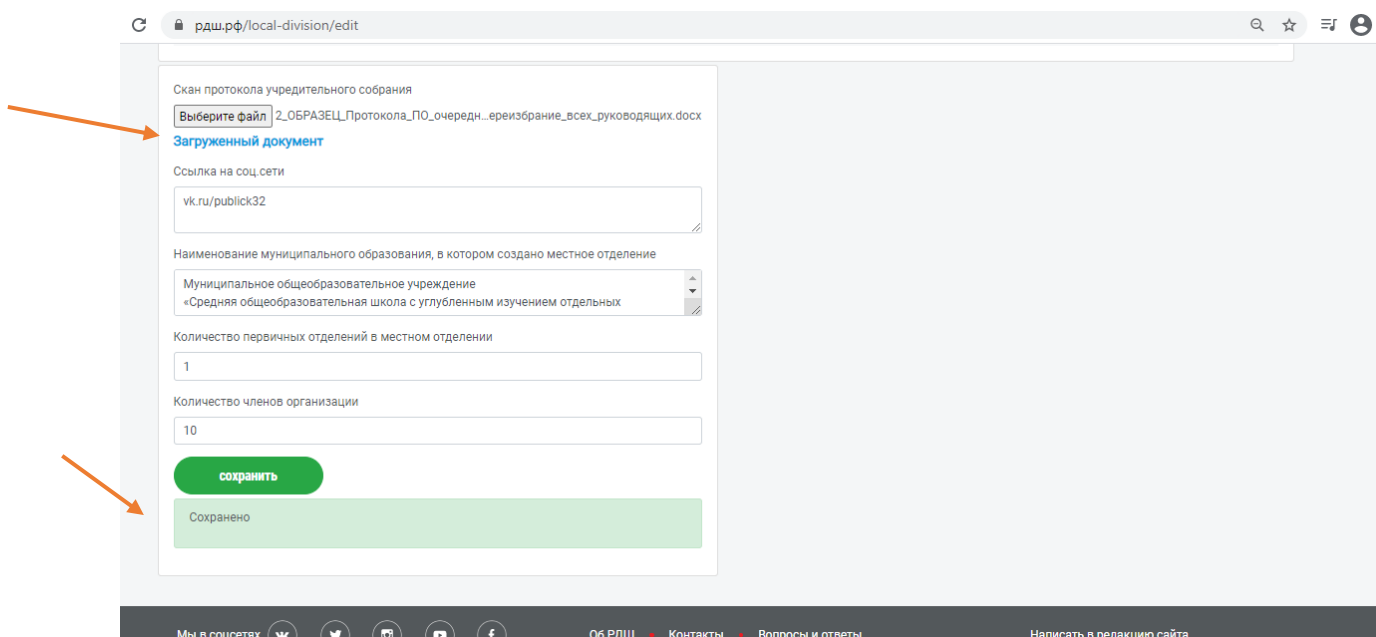 рдш.рф/local-division/edit
Скан протокола учредительного собрания
Выберите файл 2_ОБРАЗЕЦ_Протокола_ПО_очередн...ереизбрание_всех_руководящих.docx
Загруженный документ
Ссылка на соц.сети
vk.ru/publick32
Наименование муниципального образования, в котором создано местное отделение
Муниципальное общеобразовательное учреждение
«Средняя общеобразовательная школа с углубленным изучением отдельных
Количество первичных отделений в местном отделении
1
Количество членов организации
10
сохранить
Сохранено
Мы в соцсетях Об РДШ • Контакты • Вопросы и ответы Написать в редакцию сайта